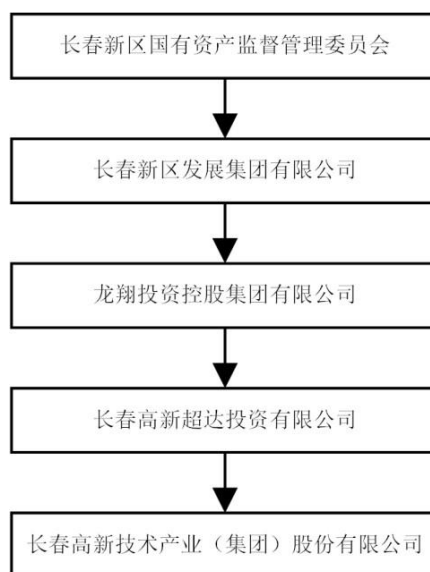 长春新区国有资产监督管理委员会
长春新区发展集团有限公司
龙翔投资控股集团有限公司
长春高新超达投资有限公司
长春高新技术产业（集团）股份有限公司